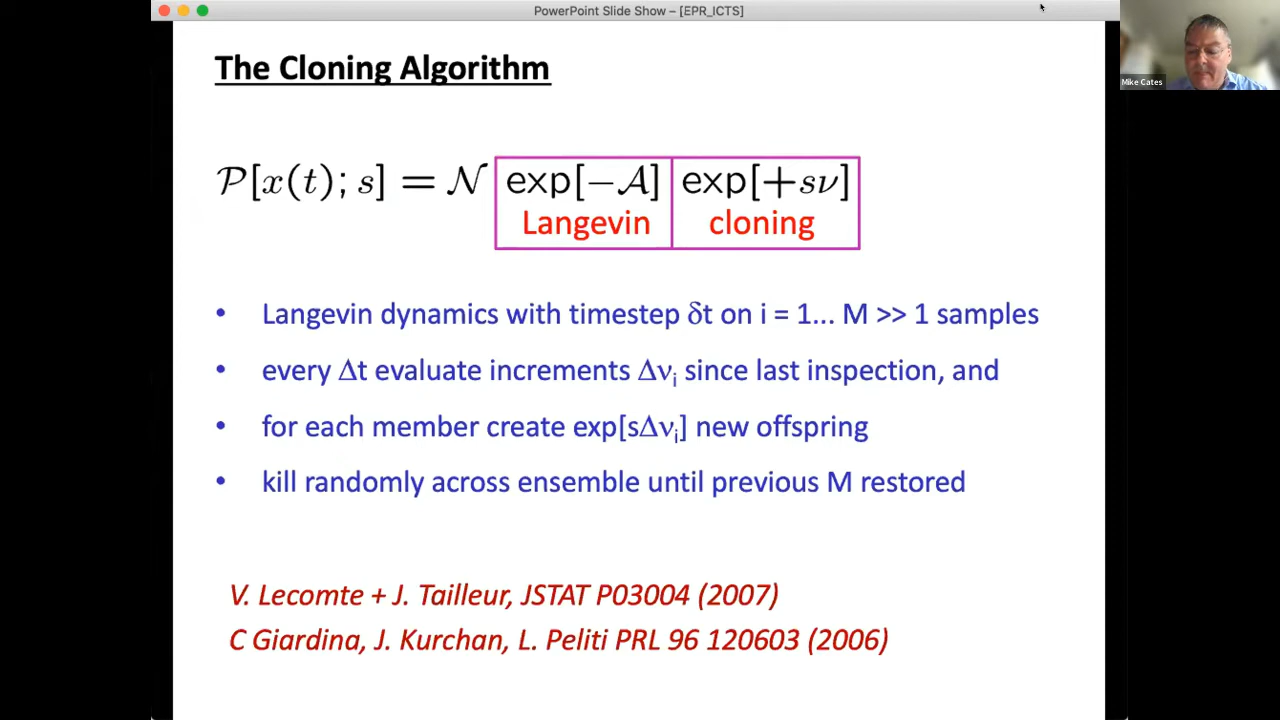 PowerPoint Slide Show – [EPR_ICTS]
Mike Cates
The Cloning Algorithm
𝒫[x(t); s] = 𝒩 exp[−𝒜] exp[+sν]
Langevin cloning
• Langevin dynamics with timestep δt on i = 1... M >> 1 samples
• every Δt evaluate increments Δνᵢ since last inspection, and
• for each member create exp[sΔνᵢ] new offspring
• kill randomly across ensemble until previous M restored
V. Lecomte + J. Tailleur, JSTAT P03004 (2007)
C Giardina, J. Kurchan, L. Peliti PRL 96 120603 (2006)